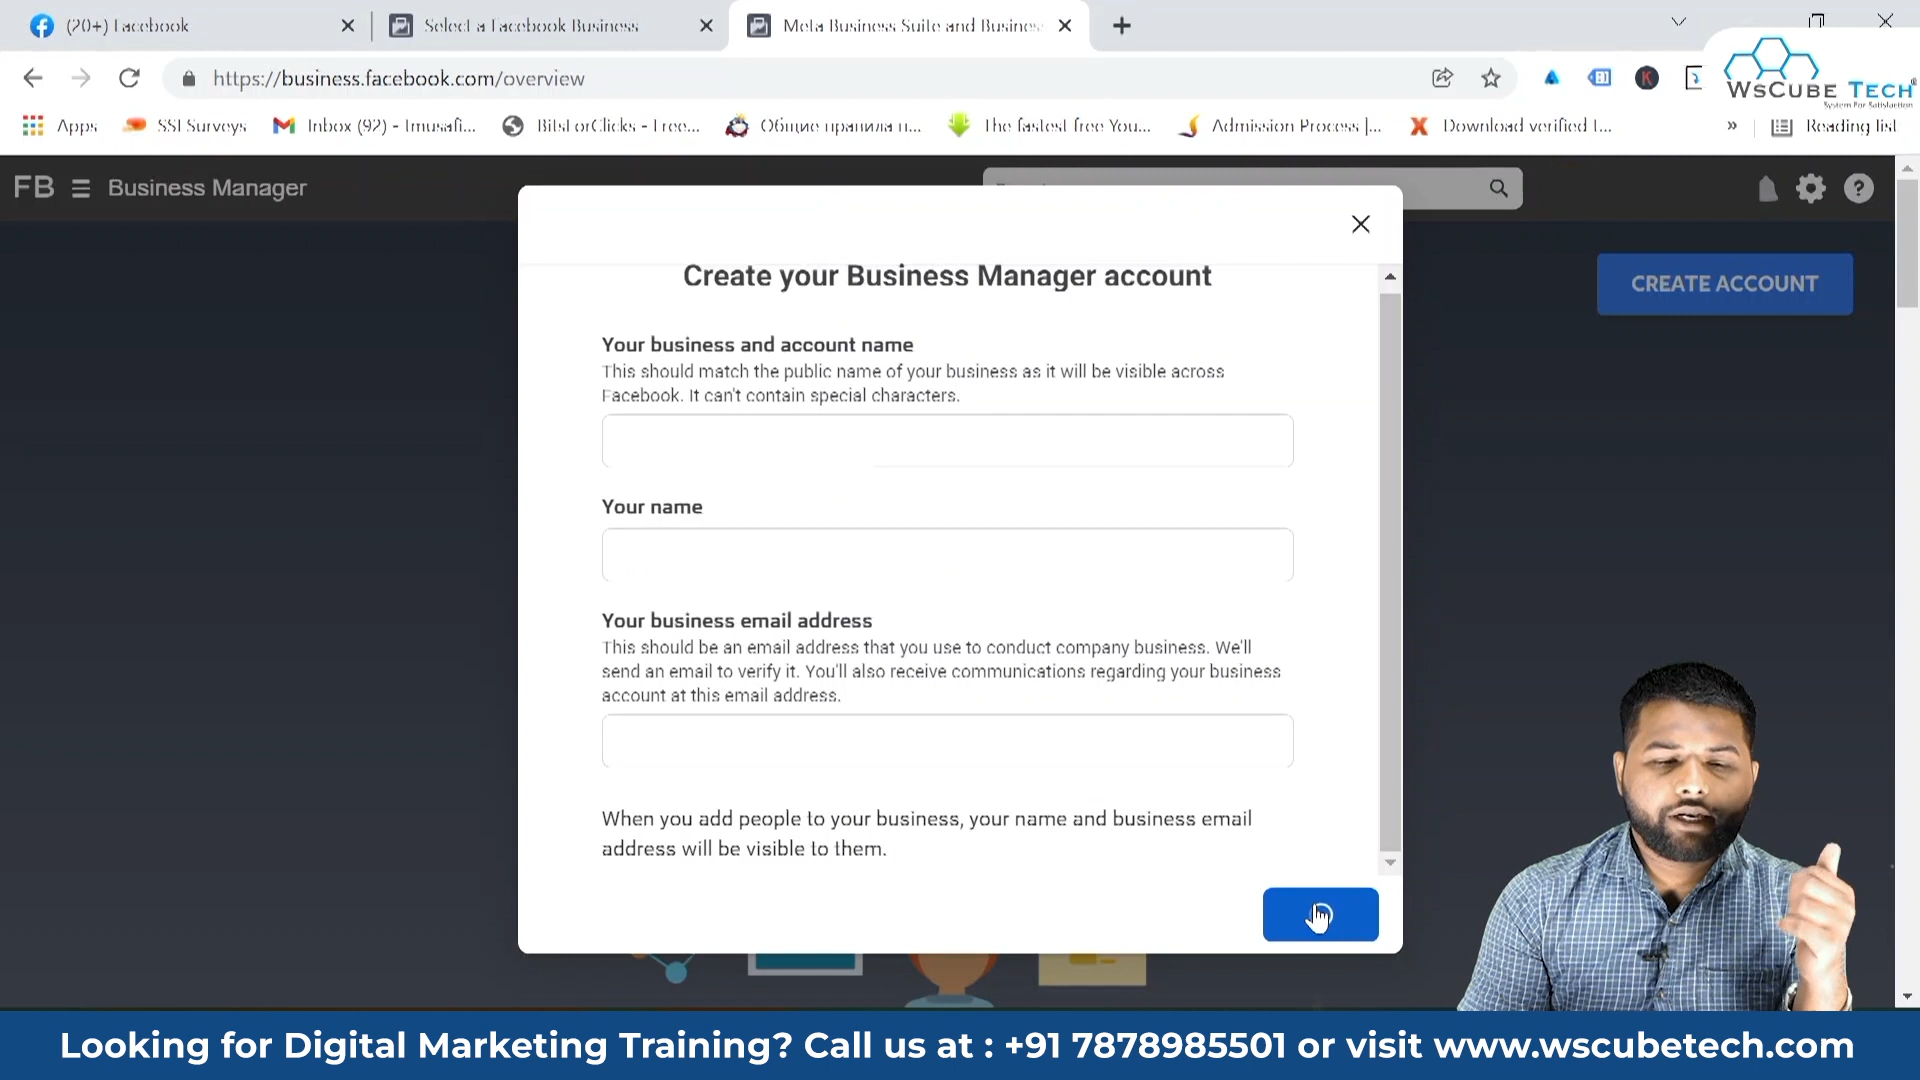 (20+) Facebook
Select a Facebook Business
Meta Business Suite and Busines
https://business.facebook.com/overview
WsCube Tech
System For Satisfaction
Apps
SSI Surveys
Inbox (92) - Imusafi...
BitsForClicks - Free...
Общие правила п...
The fastest free You...
Admission Process |...
Download verified t...
»
Reading list
FB
Business Manager
CREATE ACCOUNT
Create your Business Manager account
Your business and account name
This should match the public name of your business as it will be visible across
Facebook. It can't contain special characters.
Your name
Your business email address
This should be an email address that you use to conduct company business. We'll
send an email to verify it. You'll also receive communications regarding your business
account at this email address.
When you add people to your business, your name and business email
address will be visible to them.
Looking for Digital Marketing Training? Call us at : +91 7878985501 or visit www.wscubetech.com